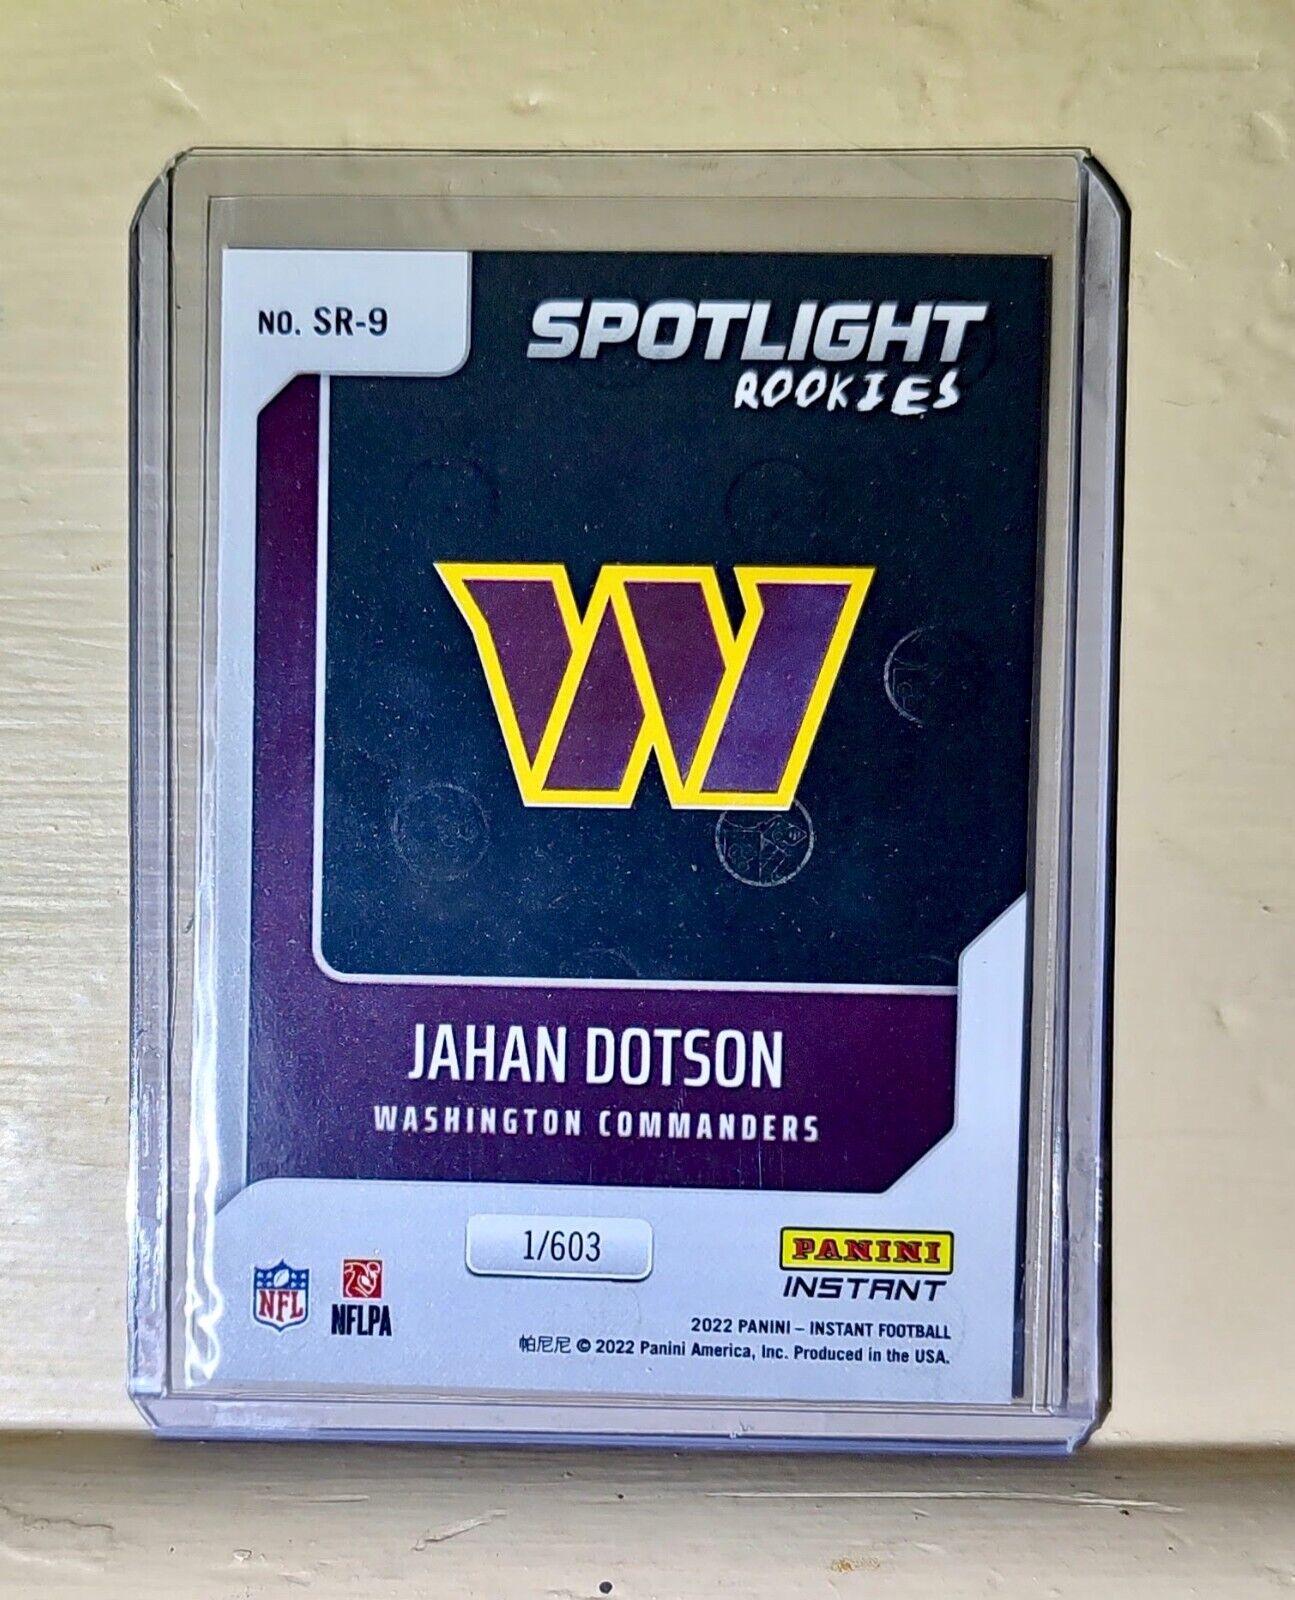 NO. SR-9
SPOTLIGHT
ROOKIES
W
JAHAN DOTSON
WASHINGTON COMMANDERS
1/603
PANINI
INSTANT
NFL
NFLPA
2022 PANINI – INSTANT FOOTBALL
帕尼尼 © 2022 Panini America, Inc. Produced in the USA.